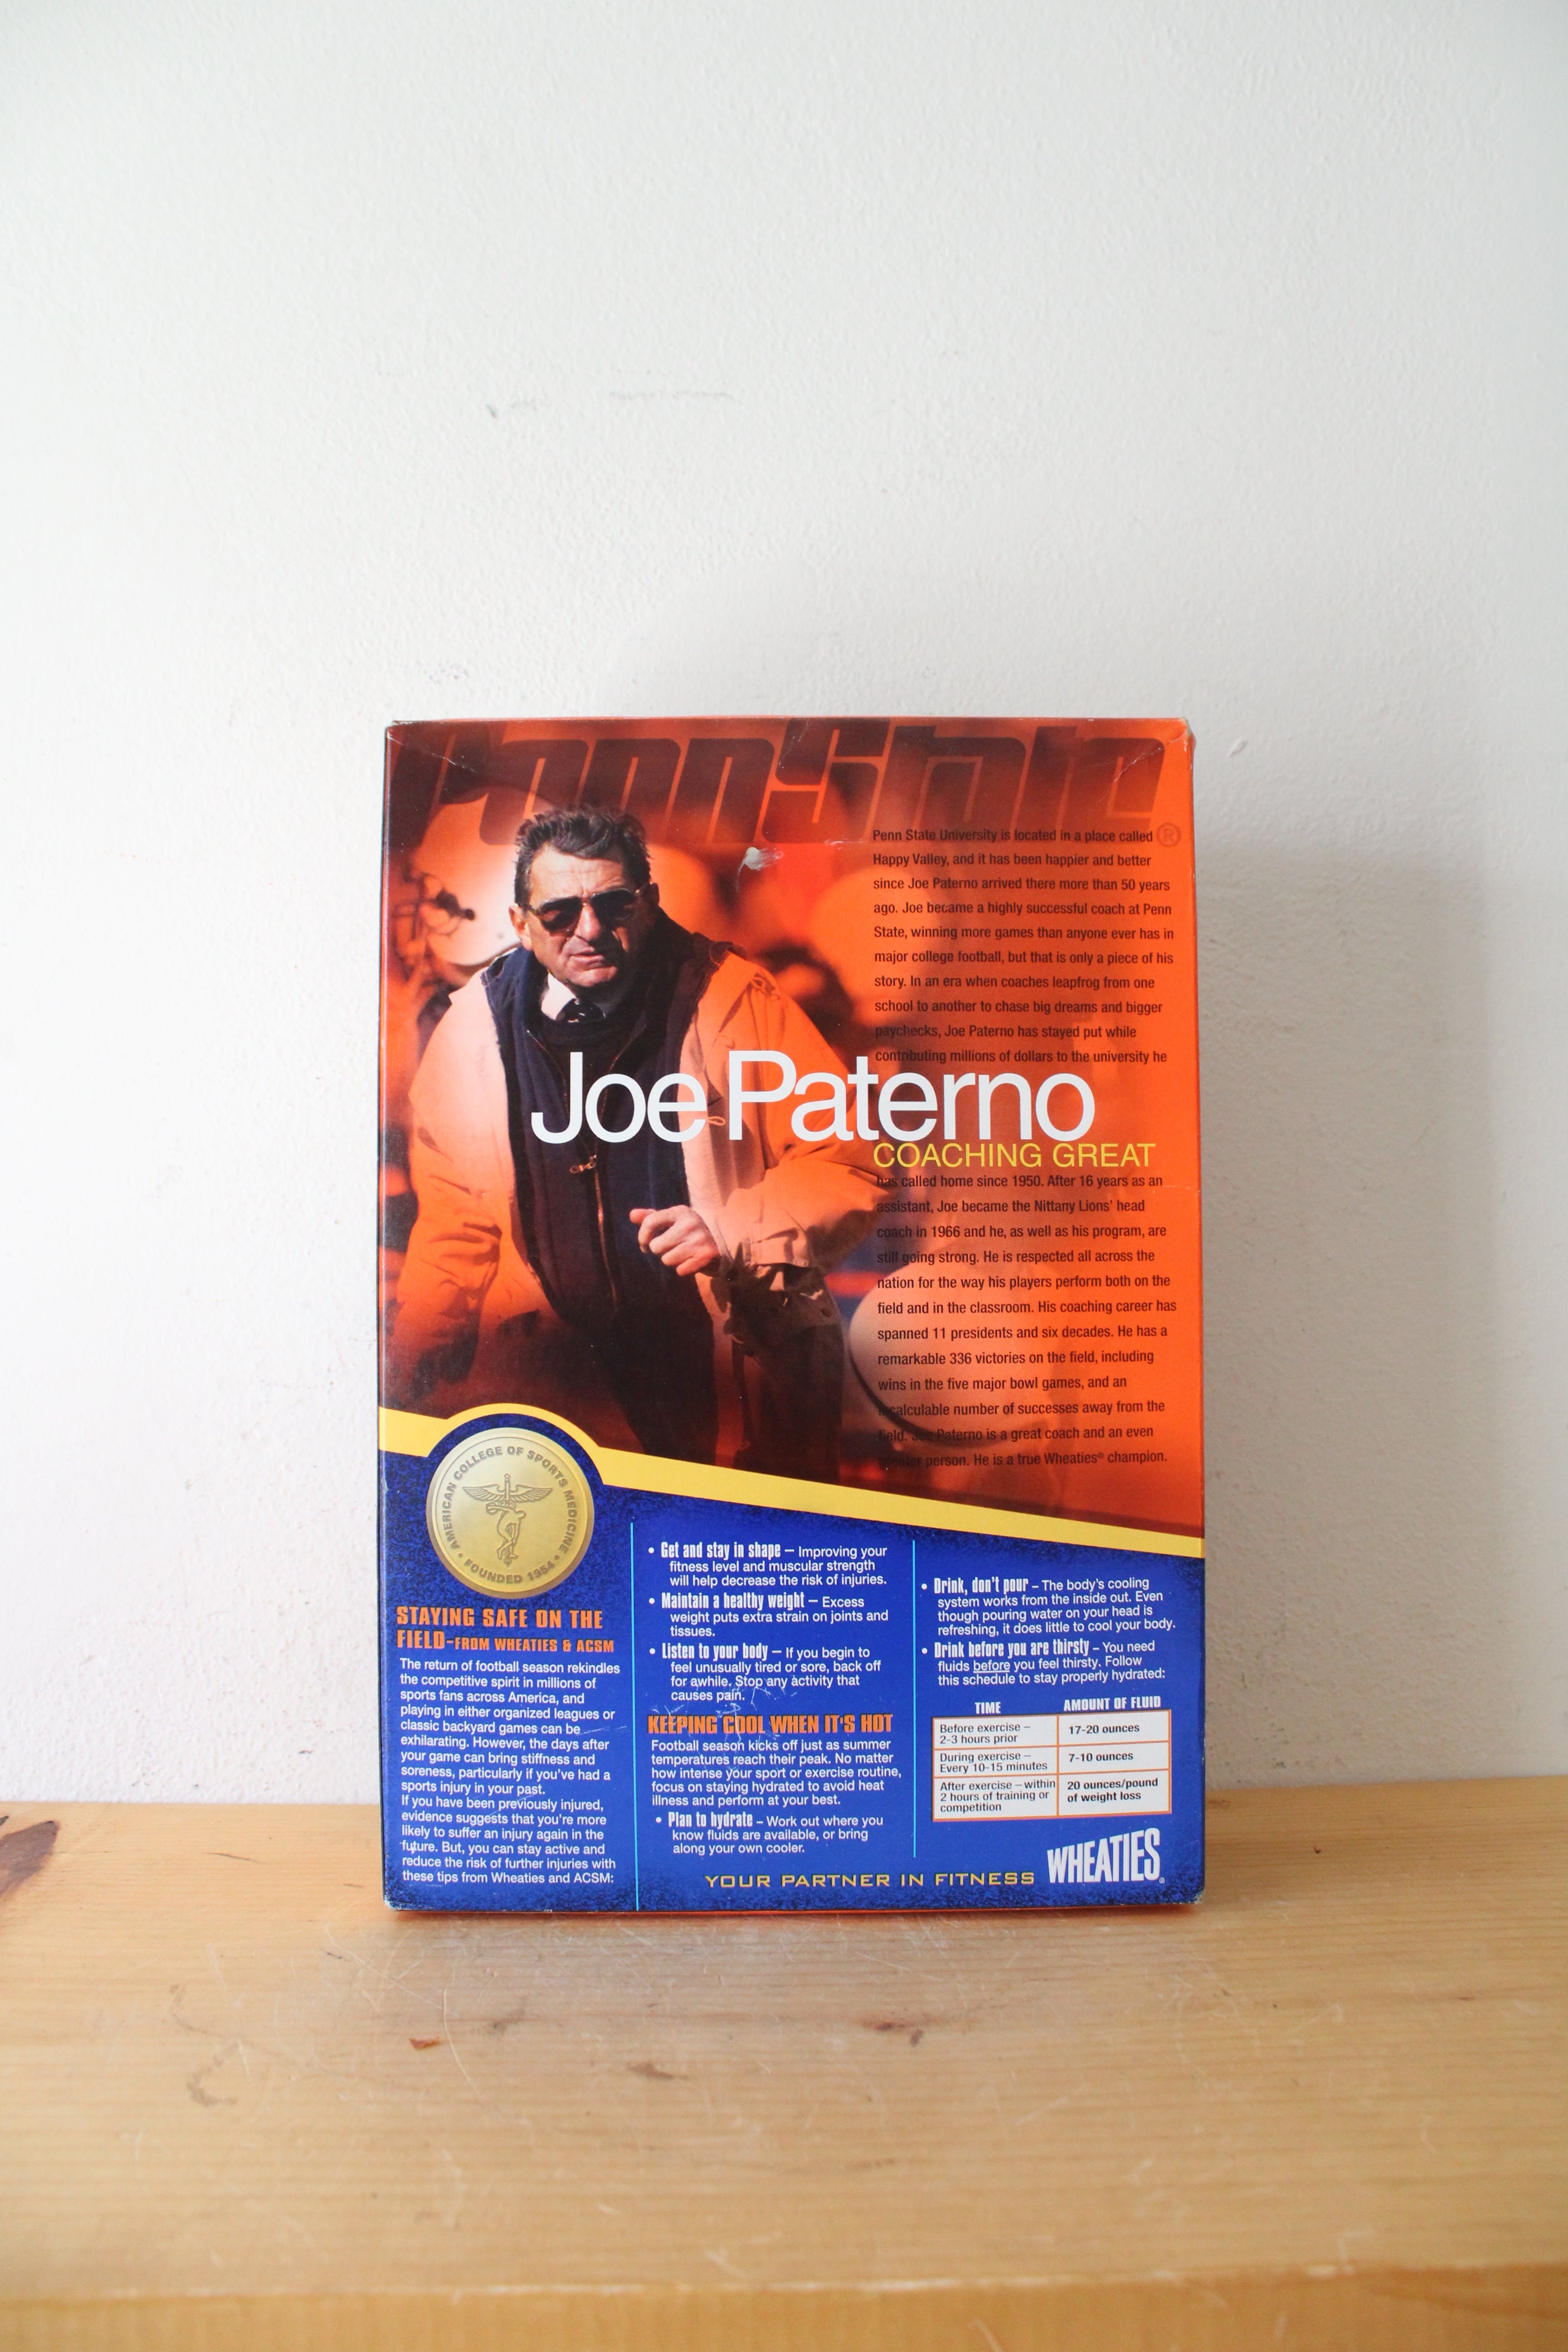 PennState
Penn State University is located in a place called ®
Happy Valley, and it has been happier and better
since Joe Paterno arrived there more than 50 years
ago. Joe became a highly successful coach at Penn
State, winning more games than anyone ever has in
major college football, but that is only a piece of his
story. In an era when coaches leapfrog from one
school to another to chase big dreams and bigger
paychecks, Joe Paterno has stayed put while
contributing millions of dollars to the university he
Joe Paterno
COACHING GREAT
has called home since 1950. After 16 years as an
assistant, Joe became the Nittany Lions' head
coach in 1966 and he, as well as his program, are
still going strong. He is respected all across the
nation for the way his players perform both on the
field and in the classroom. His coaching career has
spanned 11 presidents and six decades. He has a
remarkable 336 victories on the field, including
wins in the five major bowl games, and an
incalculable number of successes away from the
field. Joe Paterno is a great coach and an even
greater person. He is a true Wheaties® champion.
AMERICAN COLLEGE OF SPORTS MEDICINE
• FOUNDED 1954 •
STAYING SAFE ON THE
FIELD-FROM WHEATIES & ACSM
The return of football season rekindles
the competitive spirit in millions of
sports fans across America, and
playing in either organized leagues or
classic backyard games can be
exhilarating. However, the days after
your game can bring stiffness and
soreness, particularly if you've had a
sports injury in your past.
If you have been previously injured,
evidence suggests that you're more
likely to suffer an injury again in the
future. But, you can stay active and
reduce the risk of further injuries with
these tips from Wheaties and ACSM:
• Get and stay in shape – Improving your
fitness level and muscular strength
will help decrease the risk of injuries.
• Maintain a healthy weight – Excess
weight puts extra strain on joints and
tissues.
• Listen to your body – If you begin to
feel unusually tired or sore, back off
for awhile. Stop any activity that
causes pain.
KEEPING COOL WHEN IT'S HOT
Football season kicks off just as summer
temperatures reach their peak. No matter
how intense your sport or exercise routine,
focus on staying hydrated to avoid heat
illness and perform at your best.
• Plan to hydrate – Work out where you
know fluids are available, or bring
along your own cooler.
• Drink, don't pour – The body's cooling
system works from the inside out. Even
though pouring water on your head is
refreshing, it does little to cool your body.
• Drink before you are thirsty – You need
fluids before you feel thirsty. Follow
this schedule to stay properly hydrated:
TIME AMOUNT OF FLUID
Before exercise – 17-20 ounces
2-3 hours prior
During exercise – 7-10 ounces
Every 10-15 minutes
After exercise – within 20 ounces/pound
2 hours of training or of weight loss
competition
YOUR PARTNER IN FITNESS WHEATIES®